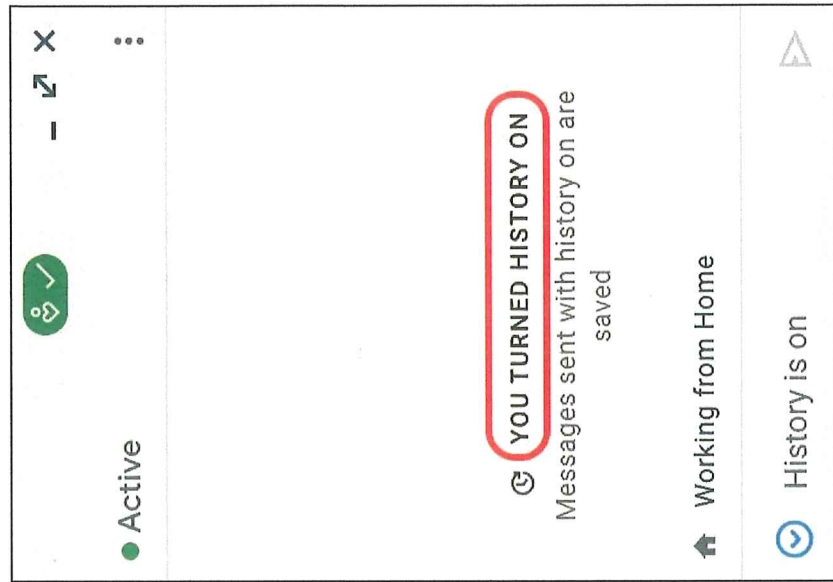 Active
YOU TURNED HISTORY ON
Messages sent with history on are
saved
Working from Home
History is on